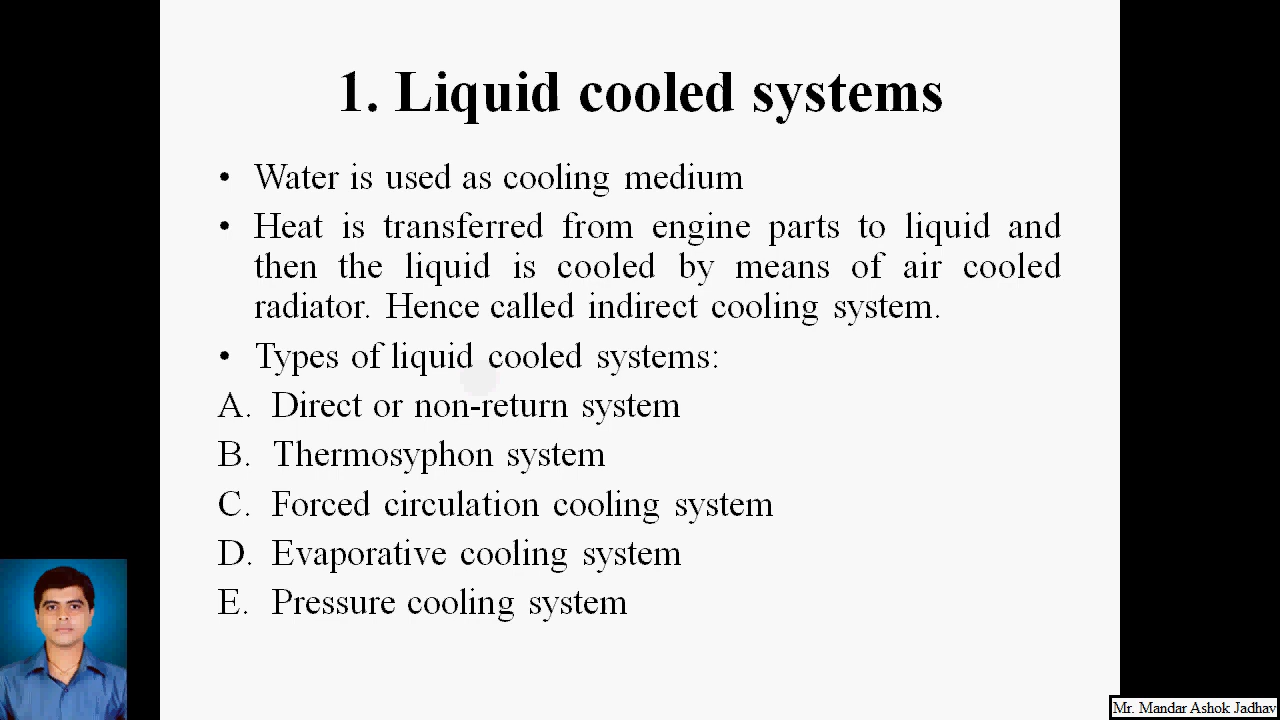 1. Liquid cooled systems
• Water is used as cooling medium
• Heat is transferred from engine parts to liquid and
then the liquid is cooled by means of air cooled
radiator. Hence called indirect cooling system.
• Types of liquid cooled systems:
A. Direct or non-return system
B. Thermosyphon system
C. Forced circulation cooling system
D. Evaporative cooling system
E. Pressure cooling system
Mr. Mandar Ashok Jadhav